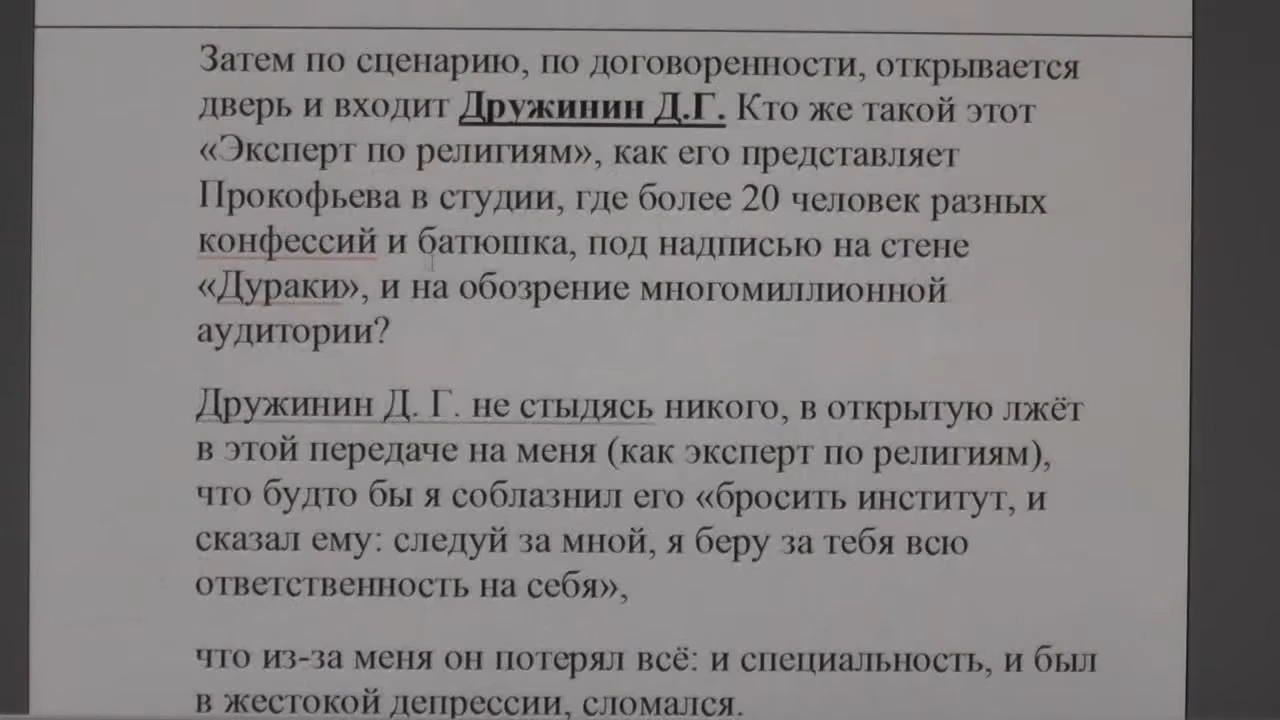 Затем по сценарию, по договоренности, открывается
дверь и входит Дружинин Д.Г. Кто же такой этот
«Эксперт по религиям», как его представляет
Прокофьева в студии, где более 20 человек разных
конфессий и батюшка, под надписью на стене
«Дураки», и на обозрение многомиллионной
аудитории?
Дружинин Д. Г. не стыдясь никого, в открытую лжёт
в этой передаче на меня (как эксперт по религиям),
что будто бы я соблазнил его «бросить институт, и
сказал ему: следуй за мной, я беру за тебя всю
ответственность на себя»,
что из-за меня он потерял всё: и специальность, и был
в жестокой депрессии, сломался.